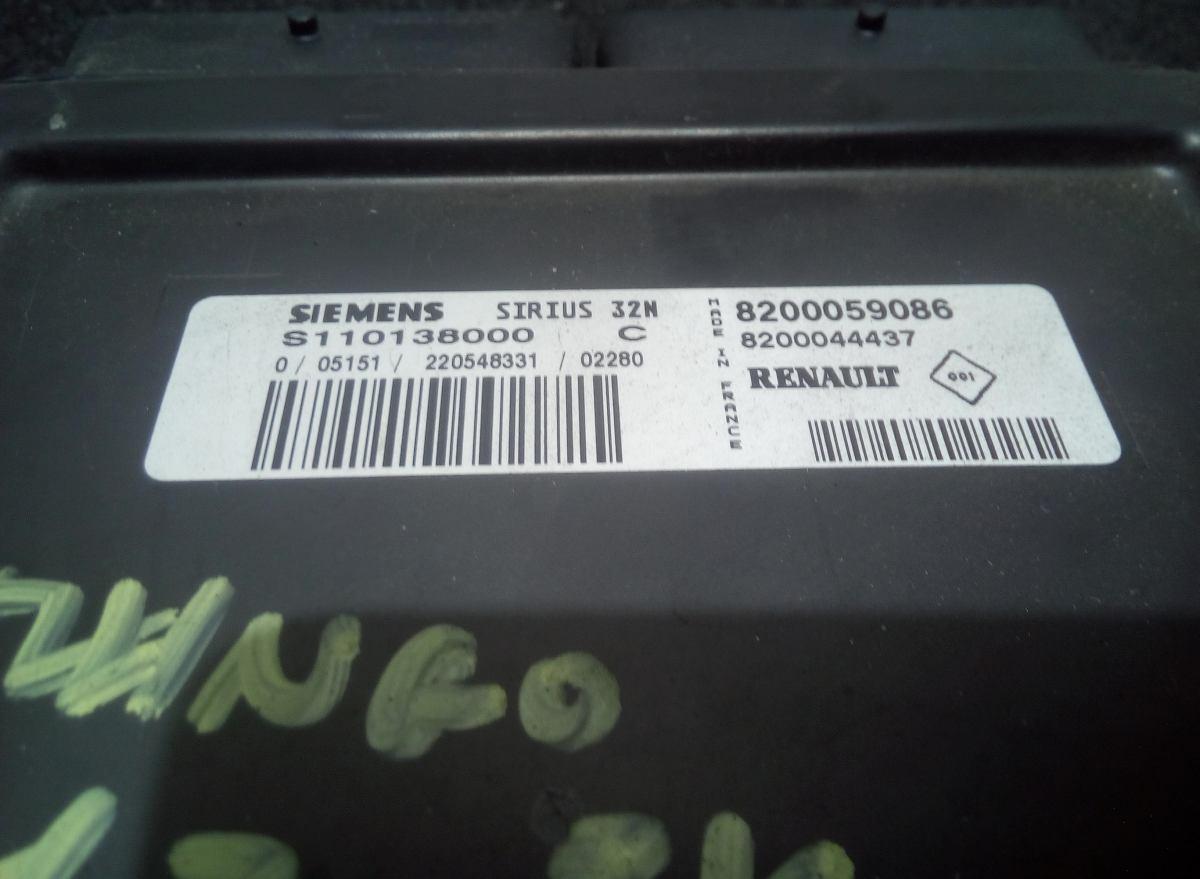 SIEMENS SIRIUS 32N
S110138000 C
0 / 05151 / 220548331 / 02280
MADE IN FRANCE
8200059086
8200044437
RENAULT 001